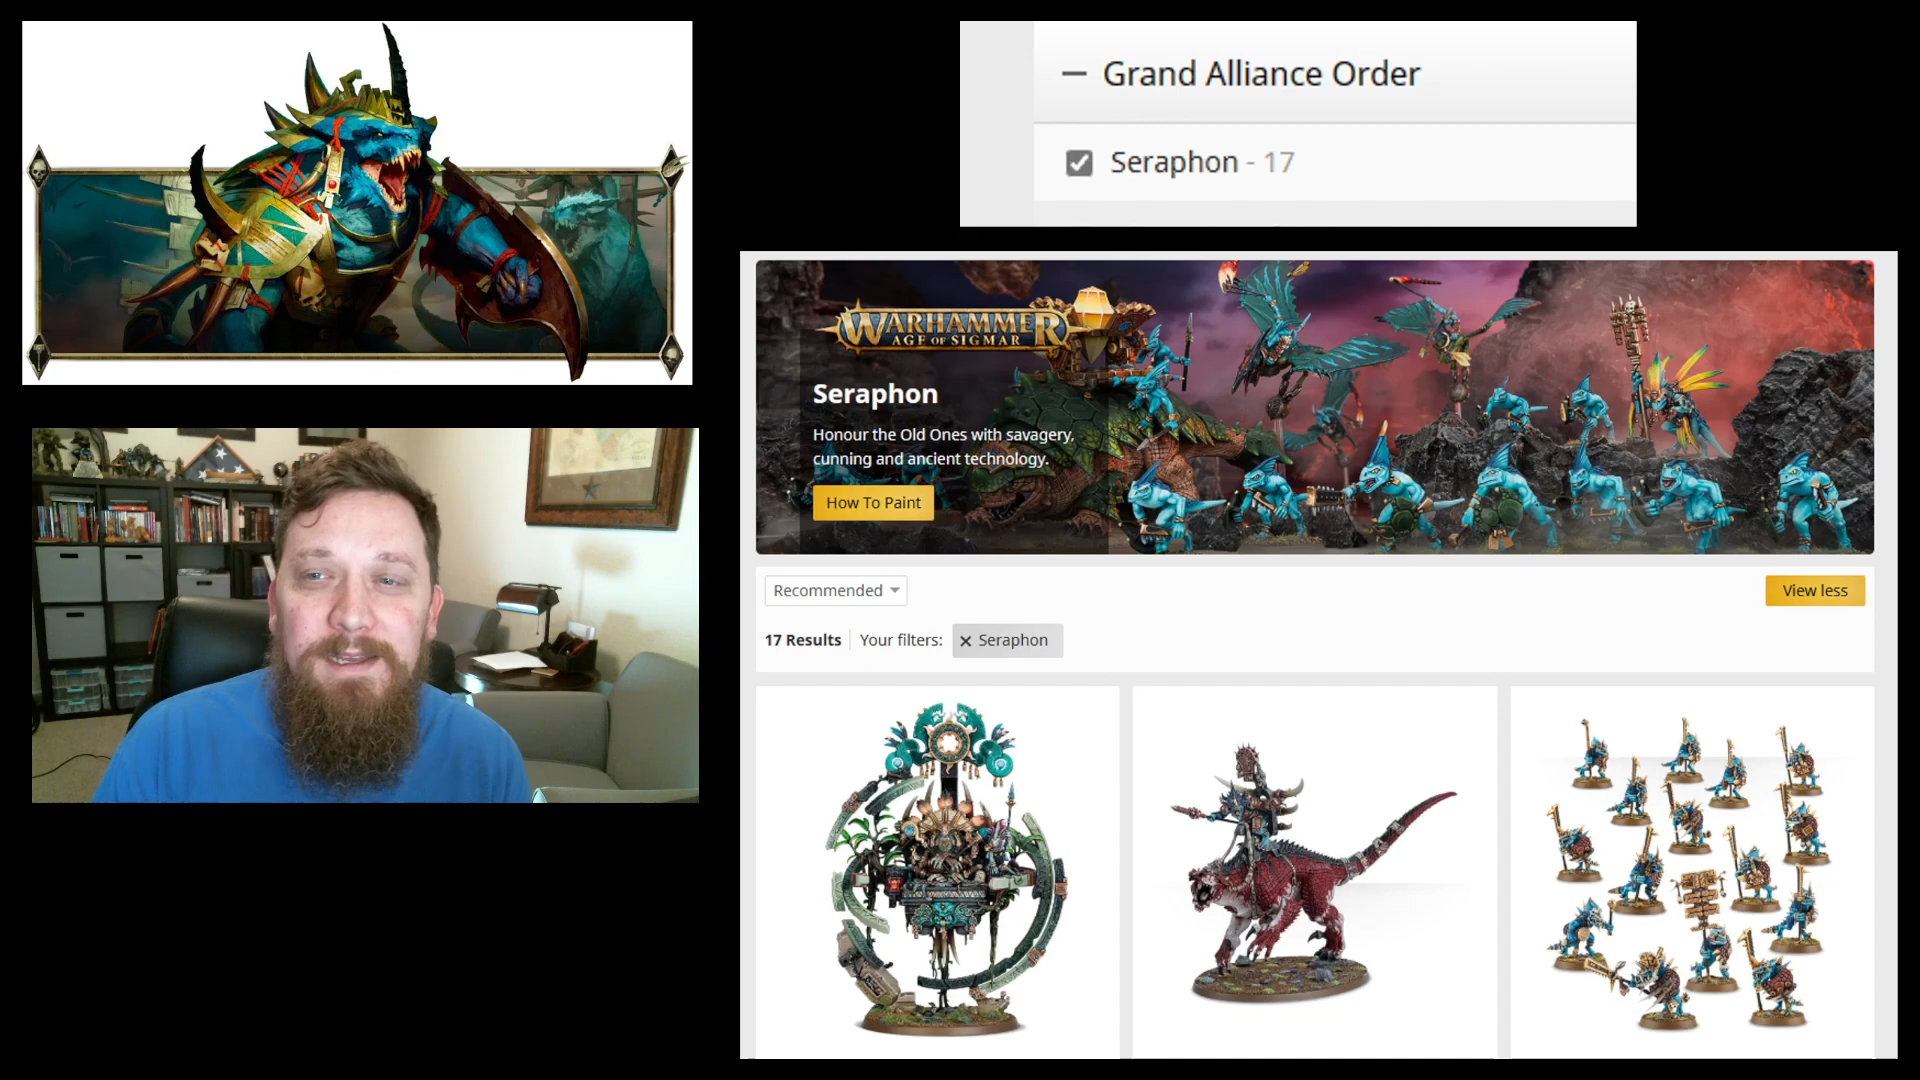 Grand Alliance Order
Seraphon - 17
WARHAMMER
AGE OF SIGMAR
Seraphon
Honour the Old Ones with savagery,
cunning and ancient technology.
How To Paint
Recommended
View less
17 Results
Your filters:
Seraphon